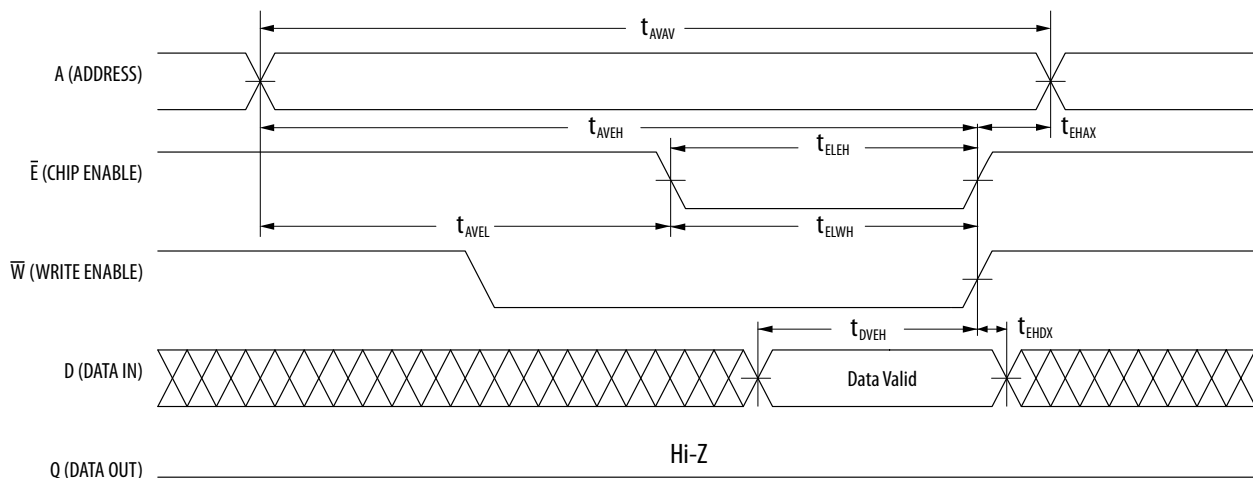 tAVAV
A (ADDRESS)
tAVEH
tEHAX
tELEH
E̅ (CHIP ENABLE)
tAVEL
tELWH
W̅ (WRITE ENABLE)
tDVEH
tEHDX
D (DATA IN)
Data Valid
Hi-Z
Q (DATA OUT)